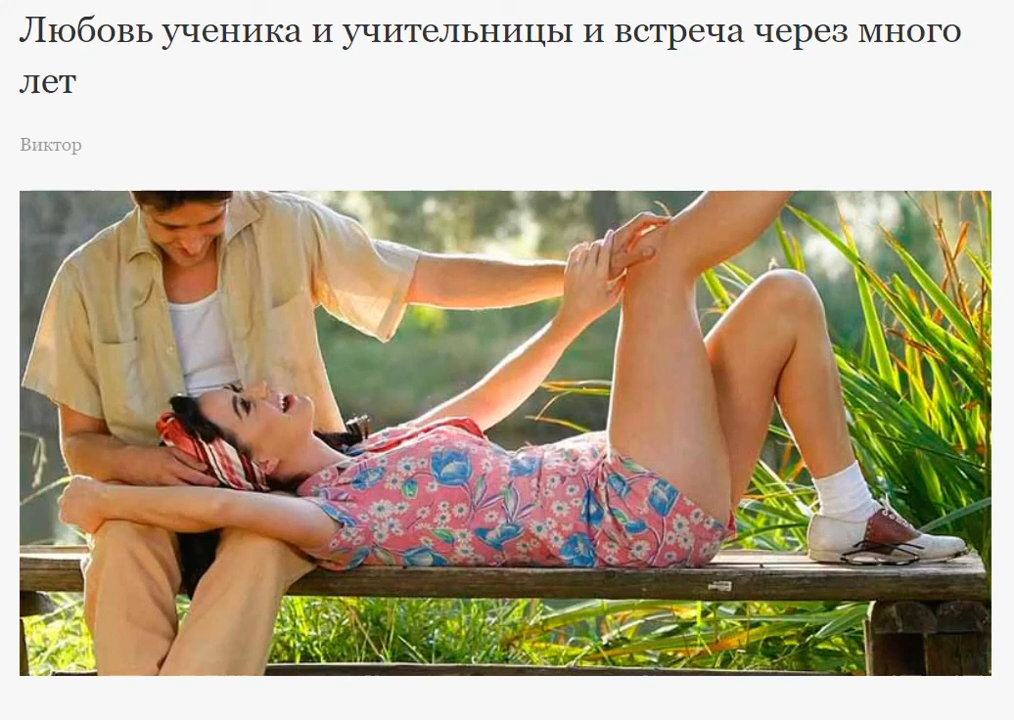 Любовь ученика и учительницы и встреча через много
лет
Виктор